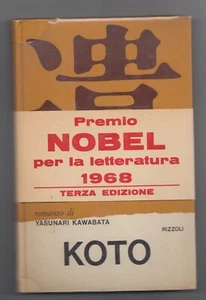 Premio
NOBEL
per la letteratura
1968
TERZA EDIZIONE
romanzo di
YASUNARI KAWABATA
RIZZOLI
KOTO